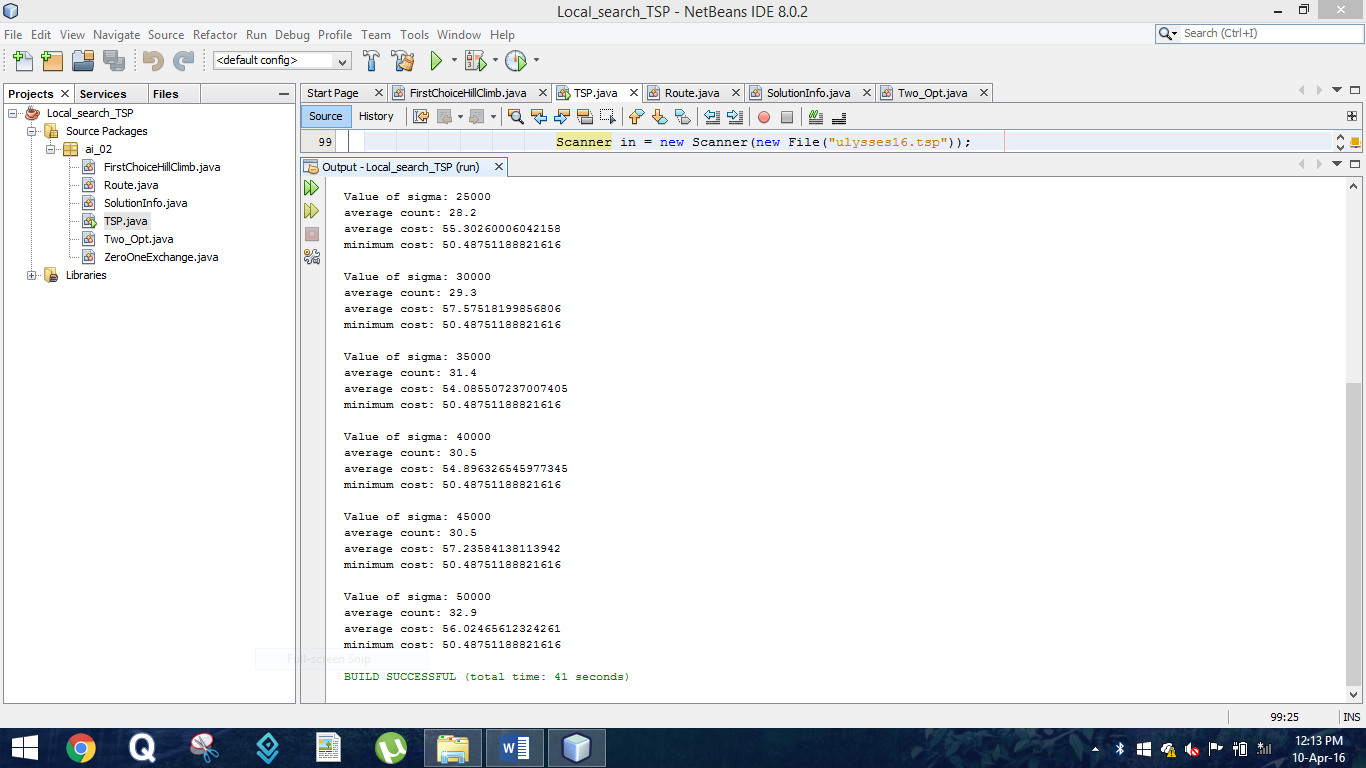 Local_search_TSP - NetBeans IDE 8.0.2
File Edit View Navigate Source Refactor Run Debug Profile Team Tools Window Help
Search (Ctrl+I)
<default config>
Projects Services Files
Local_search_TSP
Source Packages
ai_02
FirstChoiceHillClimb.java
Route.java
SolutionInfo.java
TSP.java
Two_Opt.java
ZeroOneExchange.java
Libraries
Start Page FirstChoiceHillClimb.java TSP.java Route.java SolutionInfo.java Two_Opt.java
Source History
99 Scanner in = new Scanner(new File("ulysses16.tsp"));
Output - Local_search_TSP (run)
Value of sigma: 25000
average count: 28.2
average cost: 55.30260006042158
minimum cost: 50.48751188821616
Value of sigma: 30000
average count: 29.3
average cost: 57.57518199856806
minimum cost: 50.48751188821616
Value of sigma: 35000
average count: 31.4
average cost: 54.085507237007405
minimum cost: 50.48751188821616
Value of sigma: 40000
average count: 30.5
average cost: 54.896326545977345
minimum cost: 50.48751188821616
Value of sigma: 45000
average count: 30.5
average cost: 57.23584138113942
minimum cost: 50.48751188821616
Value of sigma: 50000
average count: 32.9
average cost: 56.02465612324261
minimum cost: 50.48751188821616
Full-screen Snip
BUILD SUCCESSFUL (total time: 41 seconds)
99:25 INS
12:13 PM
10-Apr-16